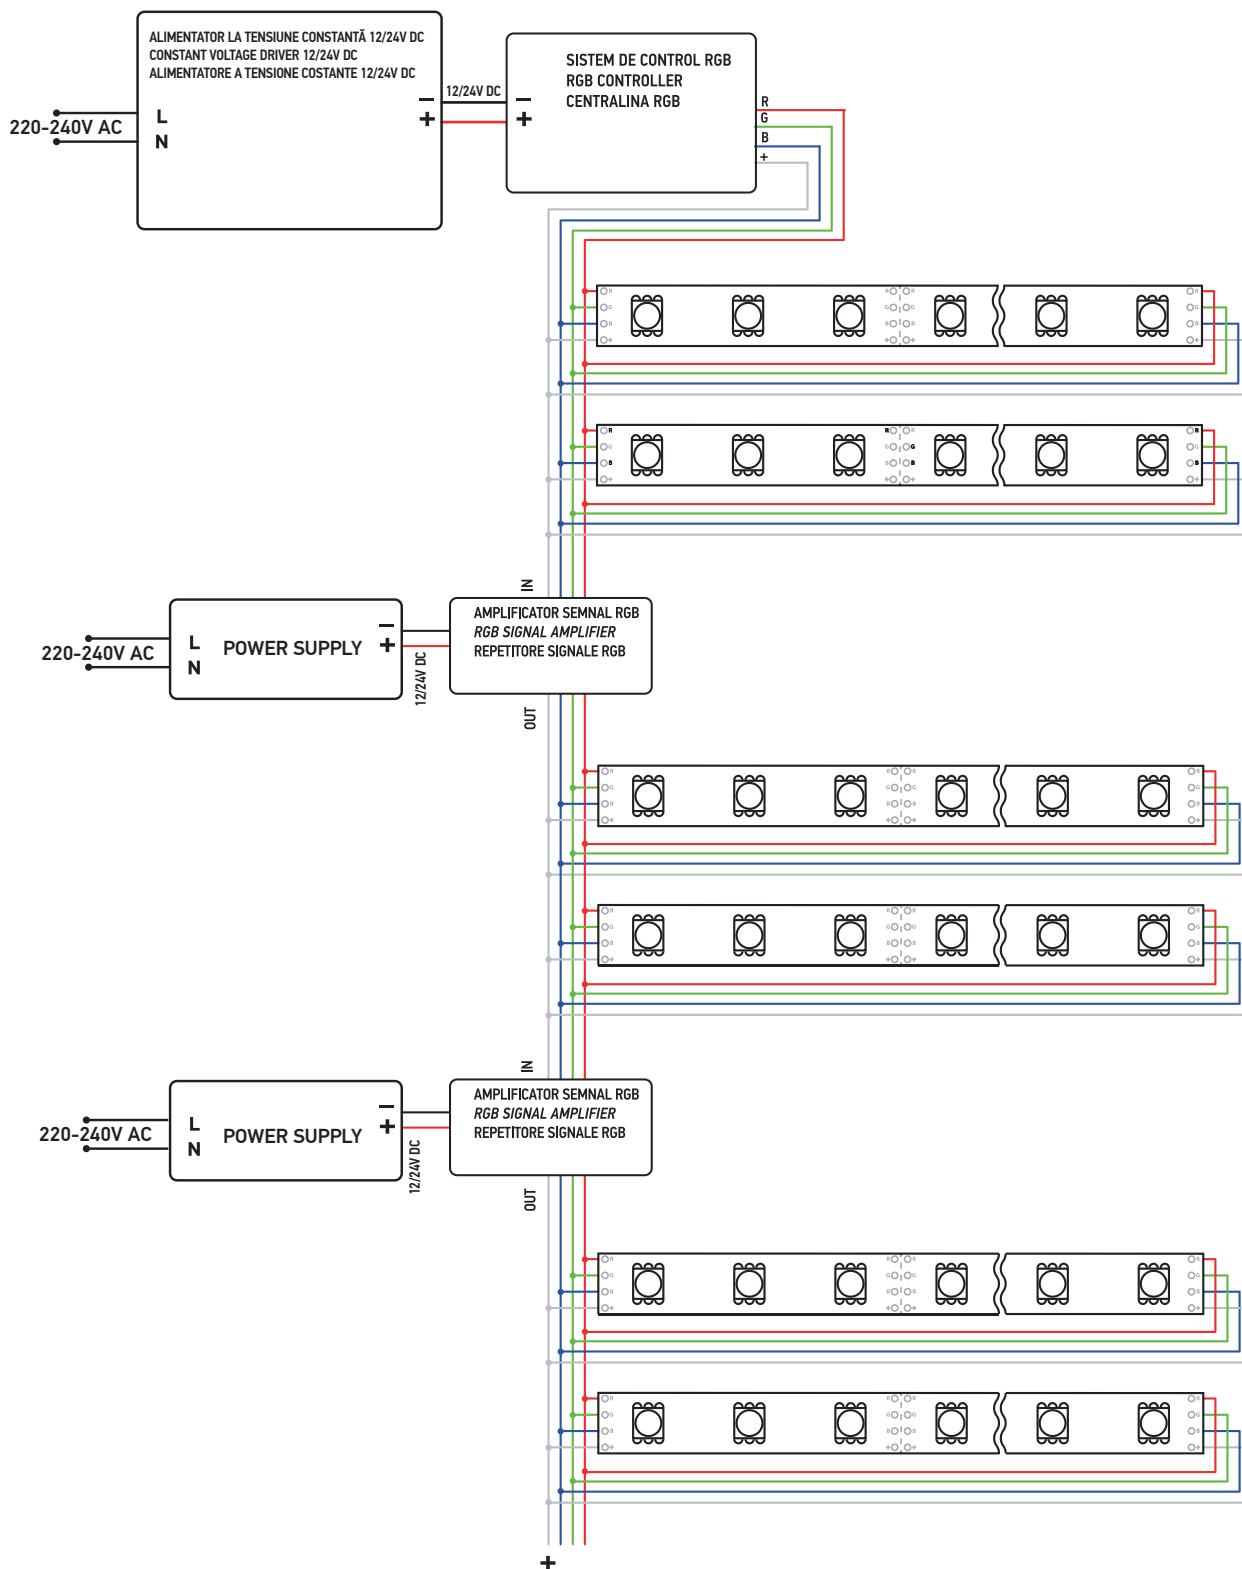 ALIMENTATOR LA TENSIUNE CONSTANTĂ 12/24V DC
CONSTANT VOLTAGE DRIVER 12/24V DC
ALIMENTATORE A TENSIONE COSTANTE 12/24V DC
220-240V AC
L
N
−
+
12/24V DC
−
+
SISTEM DE CONTROL RGB
RGB CONTROLLER
CENTRALINA RGB
R
G
B
+
R R R R
G G G G
B B B B
+ + + +
R R R R
G G G G
B B B B
+ + + +
IN
220-240V AC
L
N
POWER SUPPLY
−
+
12/24V DC
AMPLIFICATOR SEMNAL RGB
RGB SIGNAL AMPLIFIER
REPETITORE SIGNALE RGB
OUT
R R R R
G G G G
B B B B
+ + + +
R R R R
G G G G
B B B B
+ + + +
IN
220-240V AC
L
N
POWER SUPPLY
−
+
12/24V DC
AMPLIFICATOR SEMNAL RGB
RGB SIGNAL AMPLIFIER
REPETITORE SIGNALE RGB
OUT
R R R R
G G G G
B B B B
+ + + +
R R R R
G G G G
B B B B
+ + + +
+